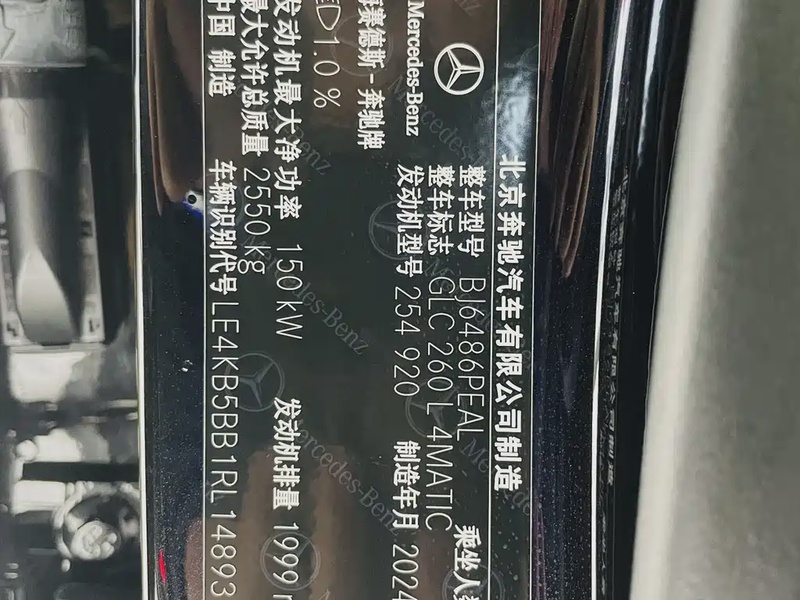 北京奔驰汽车有限公司制造
Mercedes-Benz
整车型号 BJ6486PEAL 乘坐人
整车标志 GLC 260 L 4MATIC
发动机型号 254 920 制造年月 2024
赛德斯-奔驰牌
1.0 %
发动机最大净功率 150 kW 发动机排量 1999
最大允许总质量 2550 kg
中国 制造 车辆识别代号 LE4KB5BB1RL14893